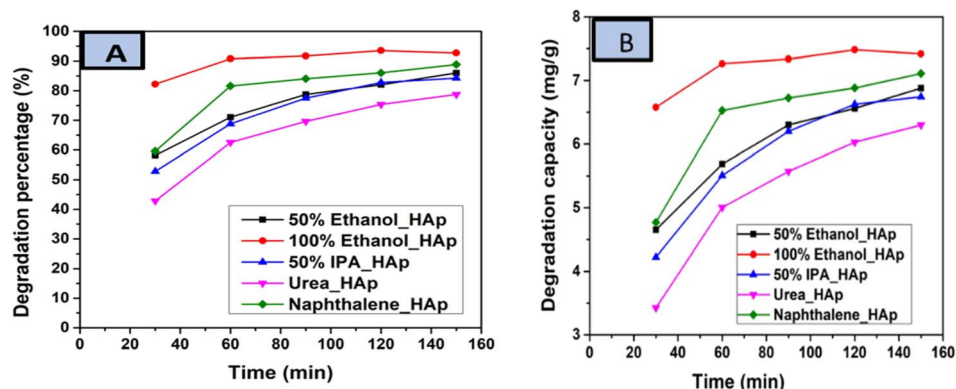 A
Degradation percentage (%)
100
90
80
70
60
50
40
30
20
10
0
50% Ethanol_HAp
100% Ethanol_HAp
50% IPA_HAp
Urea_HAp
Naphthalene_HAp
0 20 40 60 80 100 120 140 160
Time (min)
B
Degradation capacity (mg/g)
9
8
7
6
5
4
3
50% Ethanol_HAp
100% Ethanol_HAp
50% IPA_HAp
Urea_HAp
Naphthalene_HAp
0 20 40 60 80 100 120 140 160
Time (min)